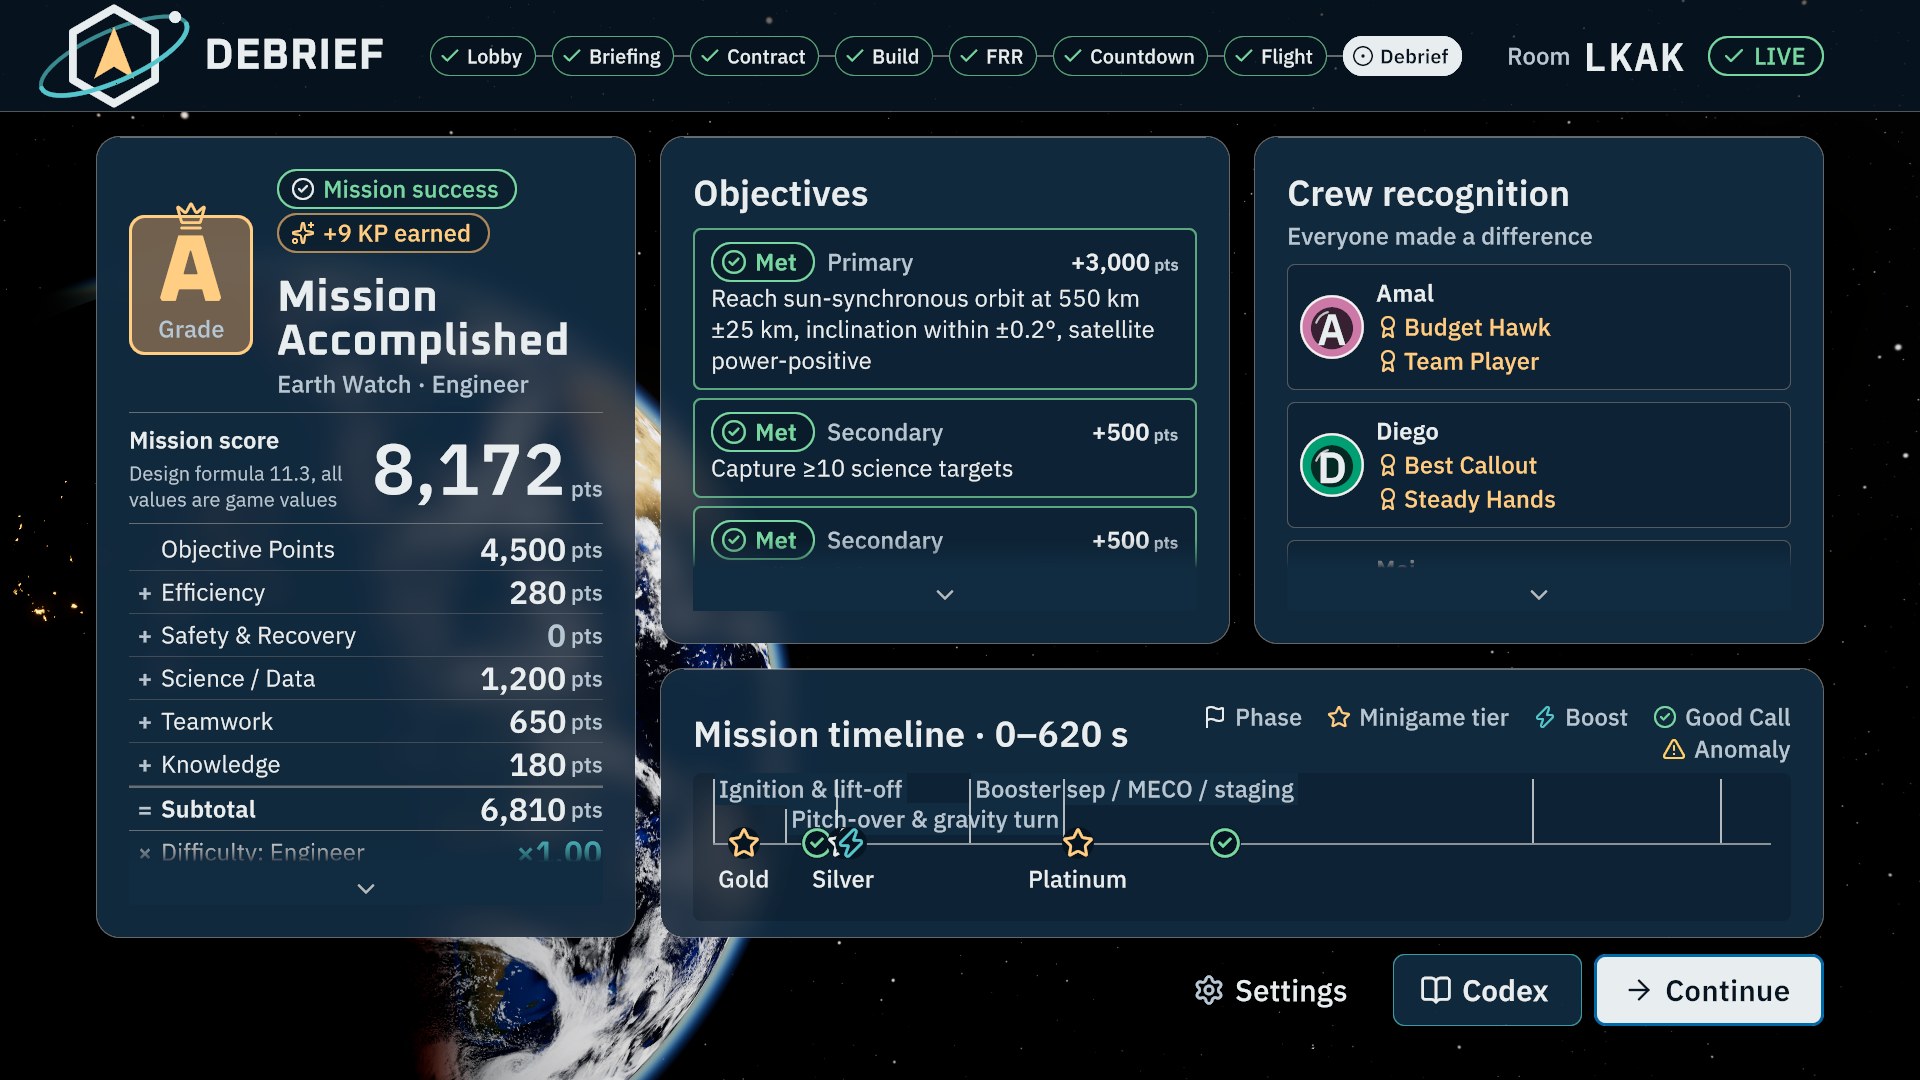 DEBRIEF
Lobby
Briefing
Contract
Build
FRR
Countdown
Flight
Debrief
Room LKAK
LIVE
Mission success
+9 KP earned
A
Grade
Mission
Accomplished
Earth Watch · Engineer
Mission score
Design formula 11.3, all
values are game values
8,172 pts
Objective Points 4,500 pts
+ Efficiency 280 pts
+ Safety & Recovery 0 pts
+ Science / Data 1,200 pts
+ Teamwork 650 pts
+ Knowledge 180 pts
= Subtotal 6,810 pts
× Difficulty: Engineer ×1.00
Objectives
Met Primary +3,000 pts
Reach sun-synchronous orbit at 550 km
±25 km, inclination within ±0.2°, satellite
power-positive
Met Secondary +500 pts
Capture ≥10 science targets
Met Secondary +500 pts
Crew recognition
Everyone made a difference
A
Amal
Budget Hawk
Team Player
D
Diego
Best Callout
Steady Hands
Mission timeline · 0–620 s
Phase
Minigame tier
Boost
Good Call
Anomaly
Ignition & lift-off
Booster sep / MECO / staging
Pitch-over & gravity turn
Gold
Silver
Platinum
Settings
Codex
Continue